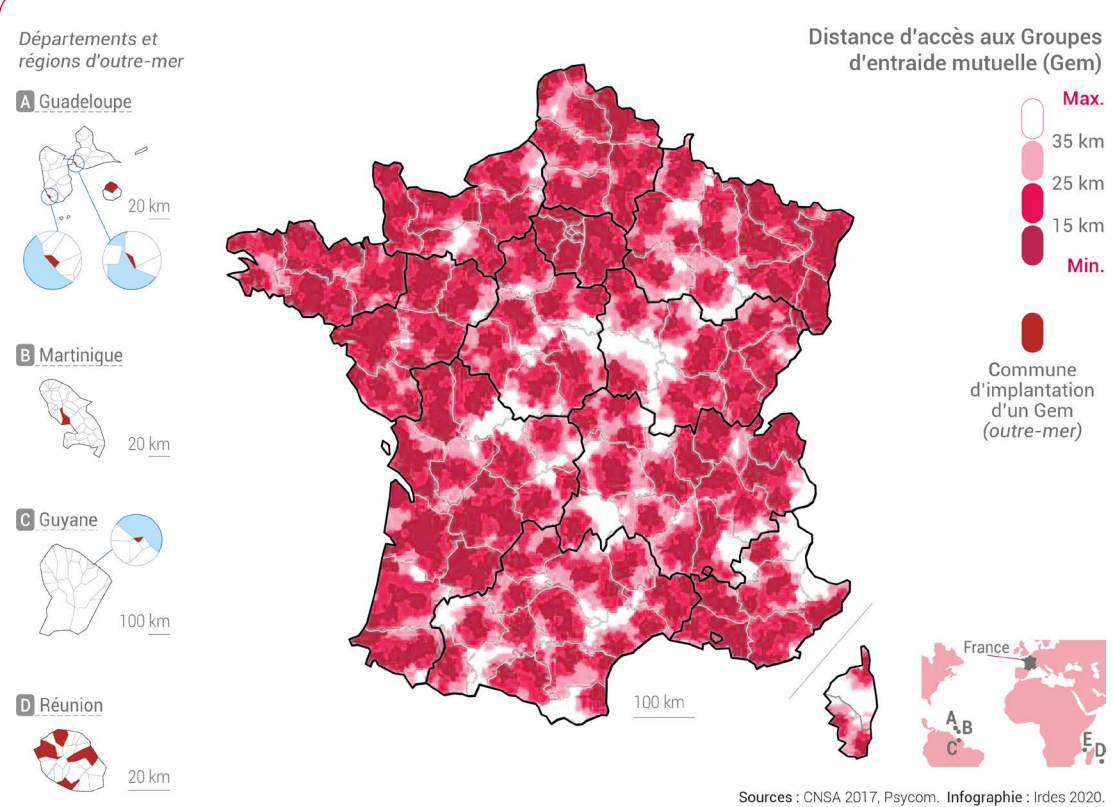 Départements et
régions d'outre-mer
A Guadeloupe
20 km
B Martinique
20 km
C Guyane
100 km
D Réunion
20 km
Distance d'accès aux Groupes
d'entraide mutuelle (Gem)
Max.
35 km
25 km
15 km
Min.
Commune
d'implantation
d'un Gem
(outre-mer)
100 km
France
A
B
C
E
D
Sources : CNSA 2017, Psycom. Infographie : Irdes 2020.